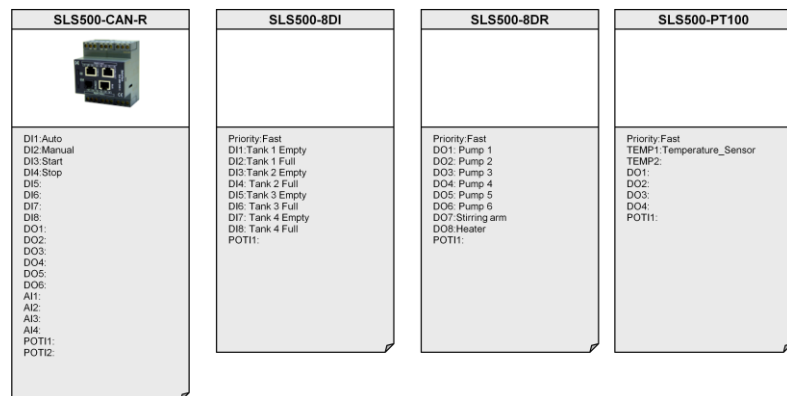 SLS500-CAN-R
DI1:Auto
DI2:Manual
DI3:Start
DI4:Stop
DI5:
DI6:
DI7:
DI8:
DO1:
DO2:
DO3:
DO4:
DO5:
DO6:
AI1:
AI2:
AI3:
AI4:
POTI1:
POTI2:
SLS500-8DI
Priority:Fast
DI1:Tank 1 Empty
DI2:Tank 1 Full
DI3:Tank 2 Empty
DI4: Tank 2 Full
DI5:Tank 3 Empty
DI6: Tank 3 Full
DI7: Tank 4 Empty
DI8: Tank 4 Full
POTI1:
SLS500-8DR
Priority:Fast
DO1: Pump 1
DO2: Pump 2
DO3: Pump 3
DO4: Pump 4
DO5: Pump 5
DO6: Pump 6
DO7:Stirring arm
DO8:Heater
POTI1:
SLS500-PT100
Priority:Fast
TEMP1:Temperature_Sensor
TEMP2:
DO1:
DO2:
DO3:
DO4:
POTI1: